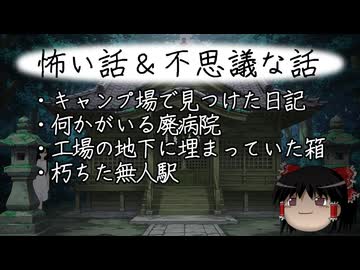 怖い話&不思議な話
・キャンプ場で見つけた日記
・何かがいる廃病院
・工場の地下に埋まっていた箱
・朽ちた無人駅